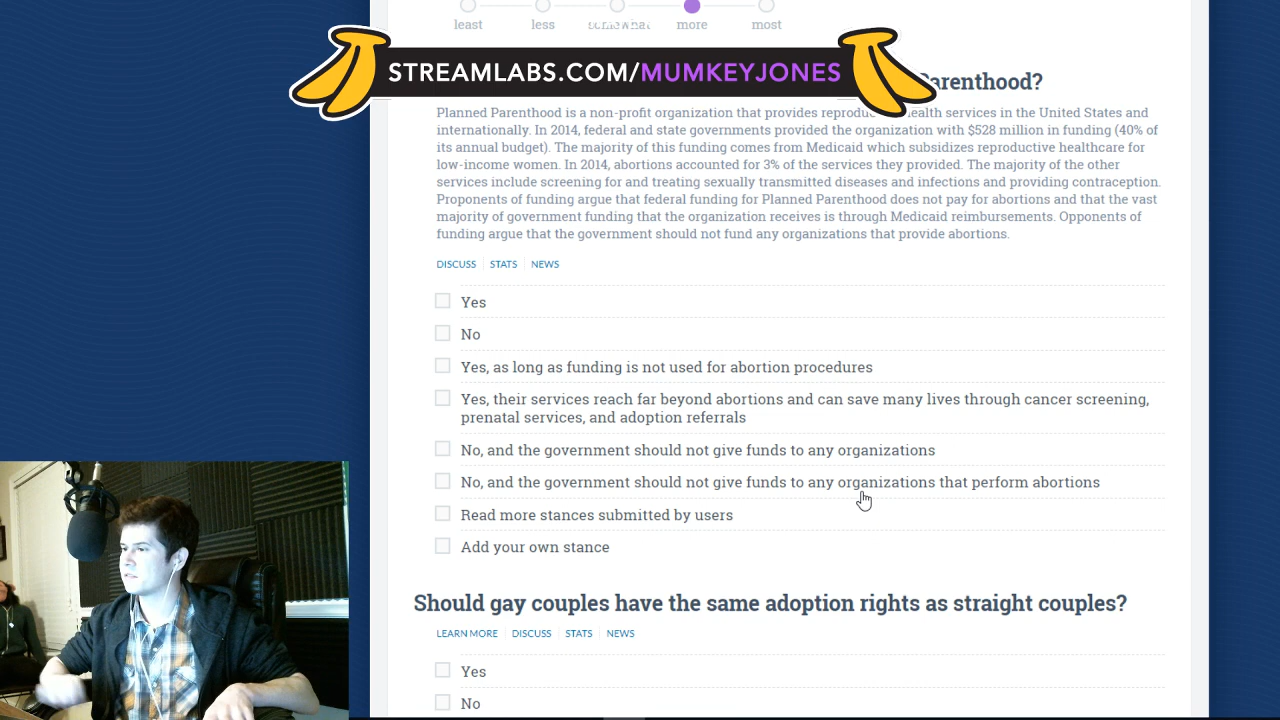 least less somewhat more most
STREAMLABS.COM/MUMKEYJONES
Parenthood?
Planned Parenthood is a non-profit organization that provides health services in the United States and
internationally. In 2014, federal and state governments provided the organization with $528 million in funding (40% of
its annual budget). The majority of this funding comes from Medicaid which subsidizes reproductive healthcare for
low-income women. In 2014, abortions accounted for 3% of the services they provided. The majority of the other
services include screening for and treating sexually transmitted diseases and infections and providing contraception.
Proponents of funding argue that federal funding for Planned Parenthood does not pay for abortions and that the vast
majority of government funding that the organization receives is through Medicaid reimbursements. Opponents of
funding argue that the government should not fund any organizations that provide abortions.
DISCUSS STATS NEWS
Yes
No
Yes, as long as funding is not used for abortion procedures
Yes, their services reach far beyond abortions and can save many lives through cancer screening,
prenatal services, and adoption referrals
No, and the government should not give funds to any organizations
No, and the government should not give funds to any organizations that perform abortions
Read more stances submitted by users
Add your own stance
Should gay couples have the same adoption rights as straight couples?
LEARN MORE DISCUSS STATS NEWS
Yes
No